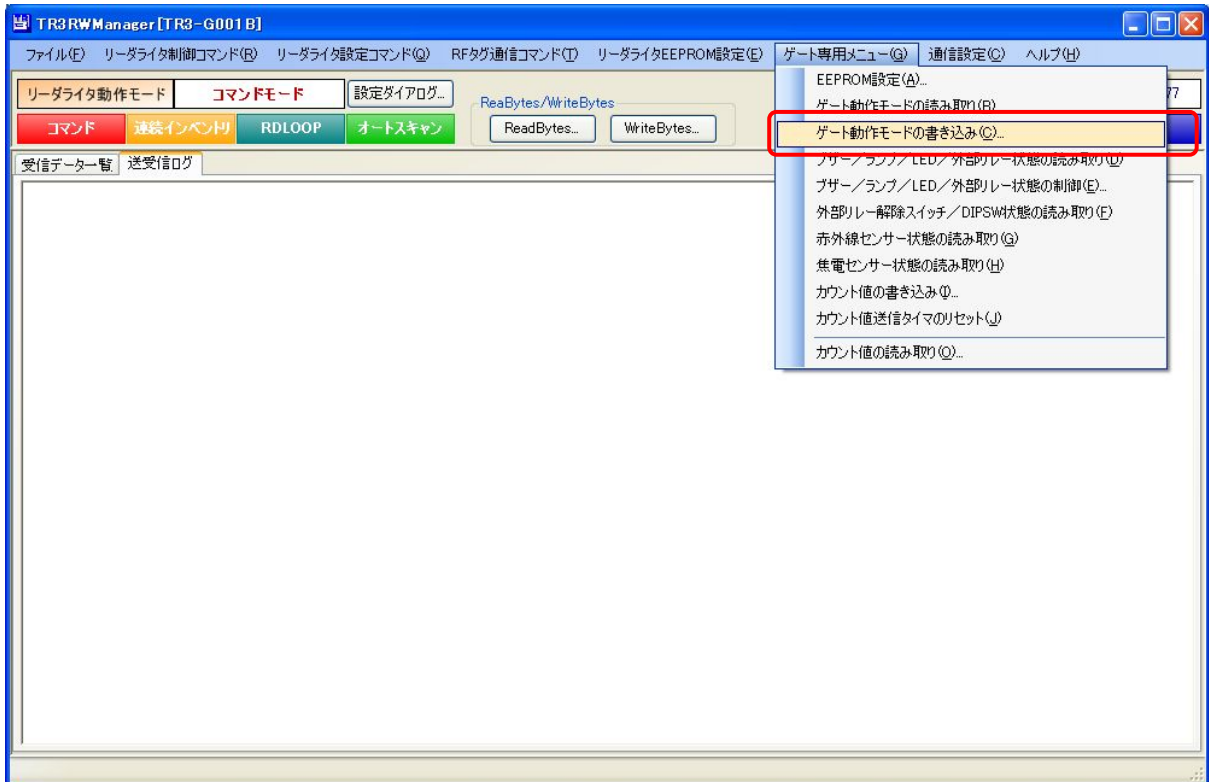 TR3RWManager[TR3-G001B]
ファイル(F) リーダライタ制御コマンド(R) リーダライタ設定コマンド(Q) RFタグ通信コマンド(T) リーダライタEEPROM設定(E) ゲート専用メニュー(G) 通信設定(C) ヘルプ(H)
リーダライタ動作モード コマンドモード 設定ダイアログ...
コマンド 連続インベントリ RDLOOP オートスキャン
ReaBytes/WriteBytes
ReadBytes... WriteBytes...
77
受信データ一覧 送受信ログ
EEPROM設定(A)...
ゲート動作モードの読み取り(B)
ゲート動作モードの書き込み(C)...
ブザー/ランプ/LED/外部リレー状態の読み取り(D)
ブザー/ランプ/LED/外部リレー状態の制御(E)...
外部リレー解除スイッチ/DIPSW状態の読み取り(F)
赤外線センサー状態の読み取り(G)
焦電センサー状態の読み取り(H)
カウント値の書き込み(I)...
カウント値送信タイマのリセット(J)
カウント値の読み取り(O)...